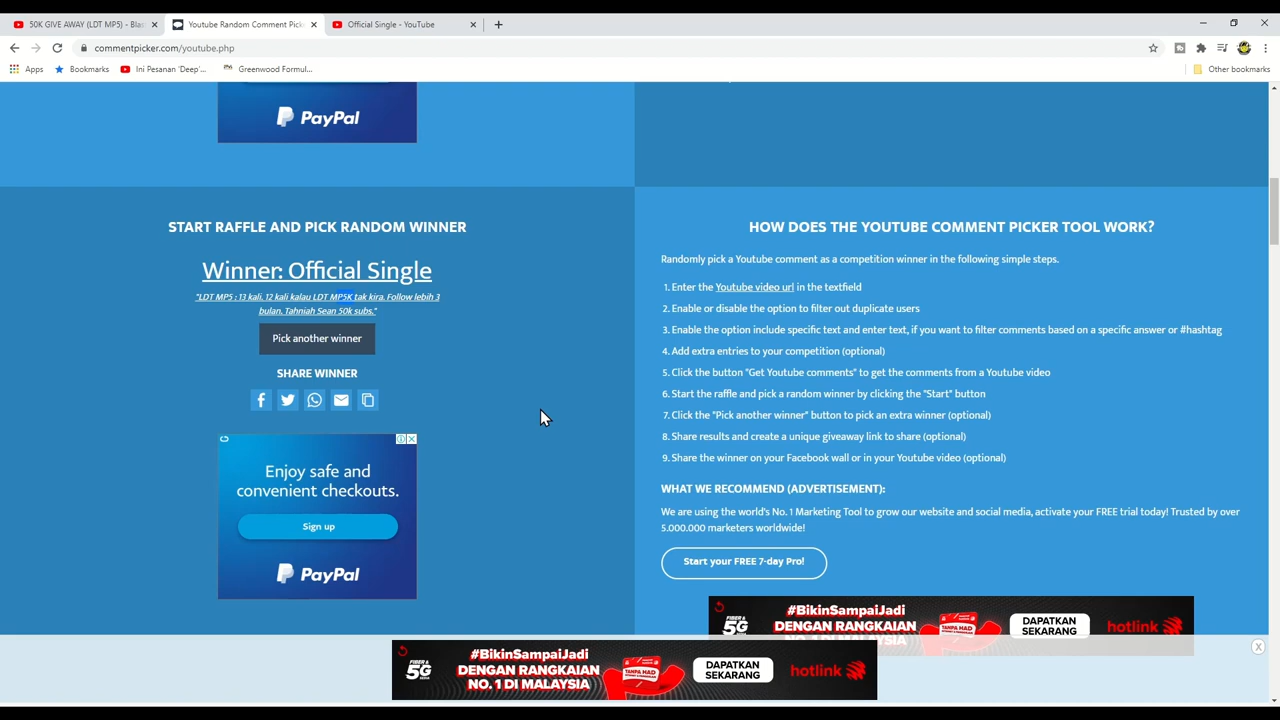 50K GIVE AWAY (LDT MP5) - Blas
Youtube Random Comment Pick
Official Single - YouTube
commentpicker.com/youtube.php
Apps
Bookmarks
Ini Pesanan 'Deep'...
Greenwood Formul...
Other bookmarks
PayPal
START RAFFLE AND PICK RANDOM WINNER
Winner: Official Single
"LDT MP5 : 13 kali. 12 kali kalau LDT MP5K tak kira. Follow lebih 3
bulan. Tahniah Sean 50k subs."
Pick another winner
SHARE WINNER
Enjoy safe and
convenient checkouts.
Sign up
PayPal
HOW DOES THE YOUTUBE COMMENT PICKER TOOL WORK?
Randomly pick a Youtube comment as a competition winner in the following simple steps.
1. Enter the Youtube video url in the textfield
2. Enable or disable the option to filter out duplicate users
3. Enable the option include specific text and enter text, if you want to filter comments based on a specific answer or #hashtag
4. Add extra entries to your competition (optional)
5. Click the button "Get Youtube comments" to get the comments from a Youtube video
6. Start the raffle and pick a random winner by clicking the "Start" button
7. Click the "Pick another winner" button to pick an extra winner (optional)
8. Share results and create a unique giveaway link to share (optional)
9. Share the winner on your Facebook wall or in your Youtube video (optional)
WHAT WE RECOMMEND (ADVERTISEMENT):
We are using the world's No. 1 Marketing Tool to grow our website and social media, activate your FREE trial today! Trusted by over
5.000.000 marketers worldwide!
Start your FREE 7-day Pro!
FIBER &
5G
#BikinSampaiJadi
DENGAN RANGKAIAN
TANPA HAD
DAPATKAN
SEKARANG
hotlink
FIBER &
5G
#BikinSampaiJadi
DENGAN RANGKAIAN
NO. 1 DI MALAYSIA
TANPA HAD
DAPATKAN
SEKARANG
hotlink